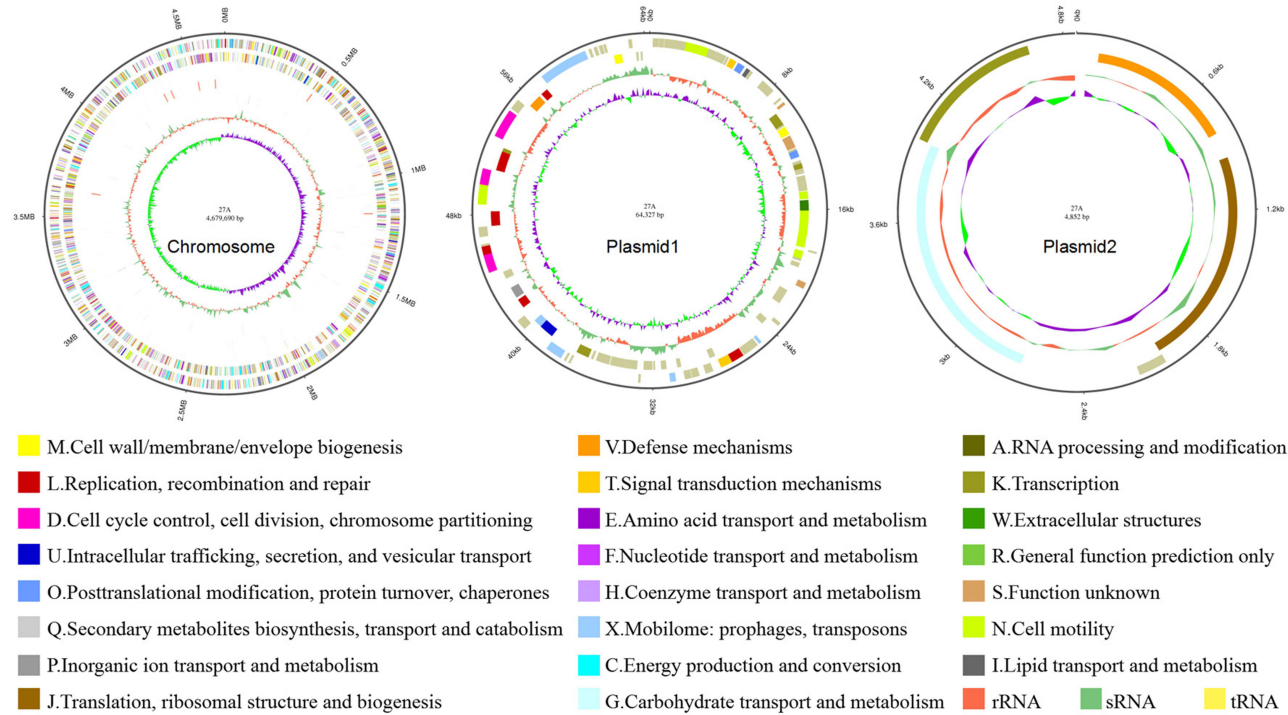 0MB
0.5MB
1MB
1.5MB
2MB
2.5MB
3MB
3.5MB
4MB
4.5MB
27A
4,679,690 bp
Chromosome
0kb
8kb
16kb
24kb
32kb
40kb
48kb
56kb
64kb
27A
64,327 bp
Plasmid1
0kb
0.6kb
1.2kb
1.8kb
2.4kb
3kb
3.6kb
4.2kb
4.8kb
27A
4,852 bp
Plasmid2
M.Cell wall/membrane/envelope biogenesis
L.Replication, recombination and repair
D.Cell cycle control, cell division, chromosome partitioning
U.Intracellular trafficking, secretion, and vesicular transport
O.Posttranslational modification, protein turnover, chaperones
Q.Secondary metabolites biosynthesis, transport and catabolism
P.Inorganic ion transport and metabolism
J.Translation, ribosomal structure and biogenesis
V.Defense mechanisms
T.Signal transduction mechanisms
E.Amino acid transport and metabolism
F.Nucleotide transport and metabolism
H.Coenzyme transport and metabolism
X.Mobilome: prophages, transposons
C.Energy production and conversion
G.Carbohydrate transport and metabolism
A.RNA processing and modification
K.Transcription
W.Extracellular structures
R.General function prediction only
S.Function unknown
N.Cell motility
I.Lipid transport and metabolism
rRNA sRNA tRNA